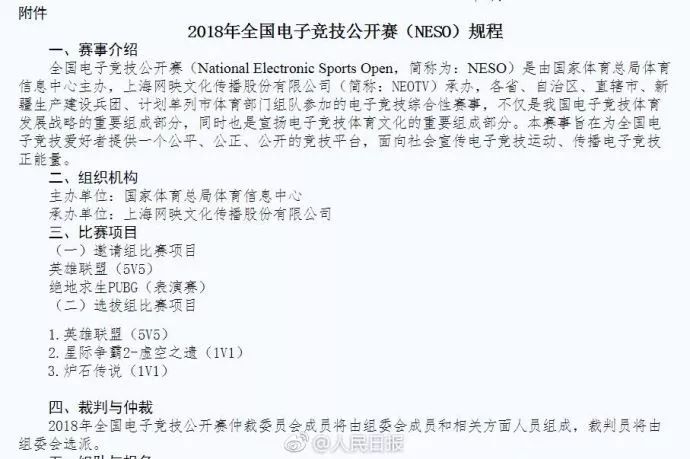 附件
2018年全国电子竞技公开赛（NESO）规程
一、赛事介绍
全国电子竞技公开赛（National Electronic Sports Open，简称为：NESO）是由国家体育总局体育
信息中心主办，上海网映文化传播股份有限公司（简称：NEOTV）承办，各省、自治区、直辖市、新
疆生产建设兵团、计划单列市体育部门组队参加的电子竞技综合性赛事，不仅是我国电子竞技体育
发展战略的重要组成部分，同时也是宣扬电子竞技体育文化的重要组成部分。本赛事旨在为全国电
子竞技爱好者提供一个公平、公正、公开的竞技平台，面向社会宣传电子竞技运动、传播电子竞技
正能量。
二、组织机构
主办单位：国家体育总局体育信息中心
承办单位：上海网映文化传播股份有限公司
三、比赛项目
（一）邀请组比赛项目
英雄联盟（5V5）
绝地求生PUBG（表演赛）
（二）选拔组比赛项目
1.英雄联盟（5V5）
2.星际争霸2-虚空之遗（1V1）
3.炉石传说（1V1）
四、裁判与仲裁
2018年全国电子竞技公开赛仲裁委员会成员将由组委会成员和相关方面人员组成，裁判员将由
组委会选派。
@人民日报